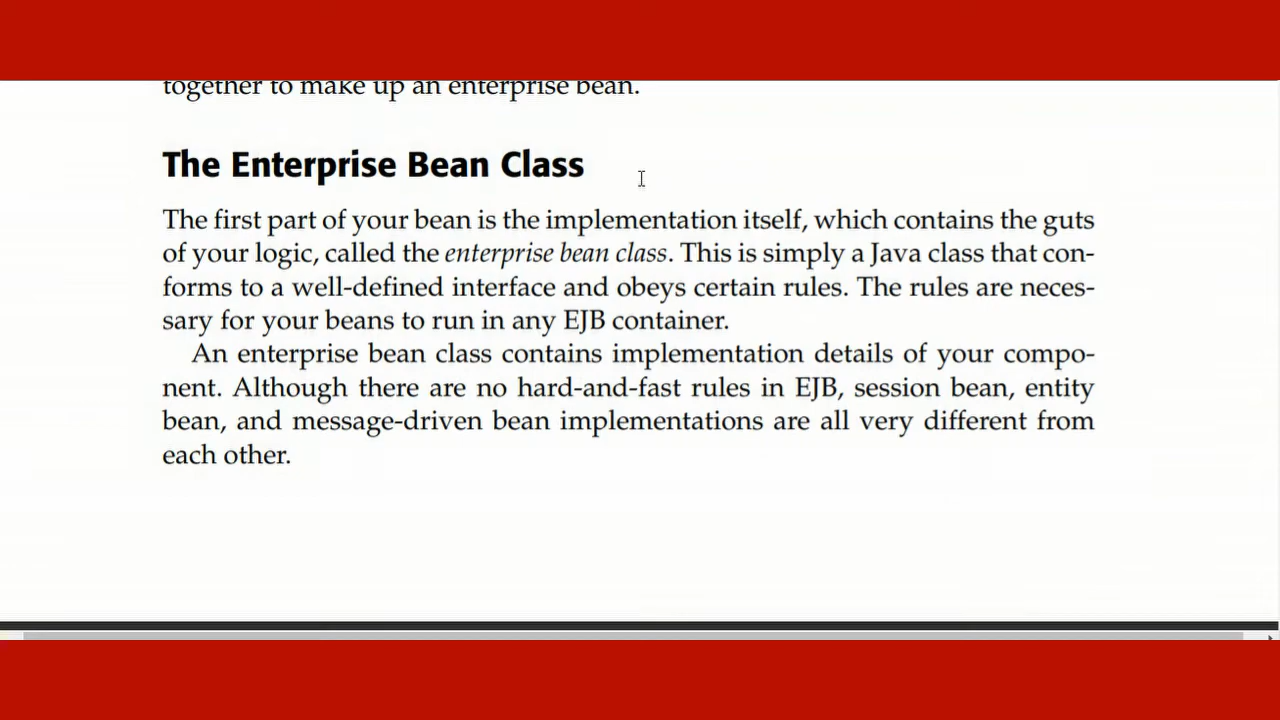 together to make up an enterprise bean.
The Enterprise Bean Class
The first part of your bean is the implementation itself, which contains the guts
of your logic, called the enterprise bean class. This is simply a Java class that con-
forms to a well-defined interface and obeys certain rules. The rules are neces-
sary for your beans to run in any EJB container.
An enterprise bean class contains implementation details of your compo-
nent. Although there are no hard-and-fast rules in EJB, session bean, entity
bean, and message-driven bean implementations are all very different from
each other.